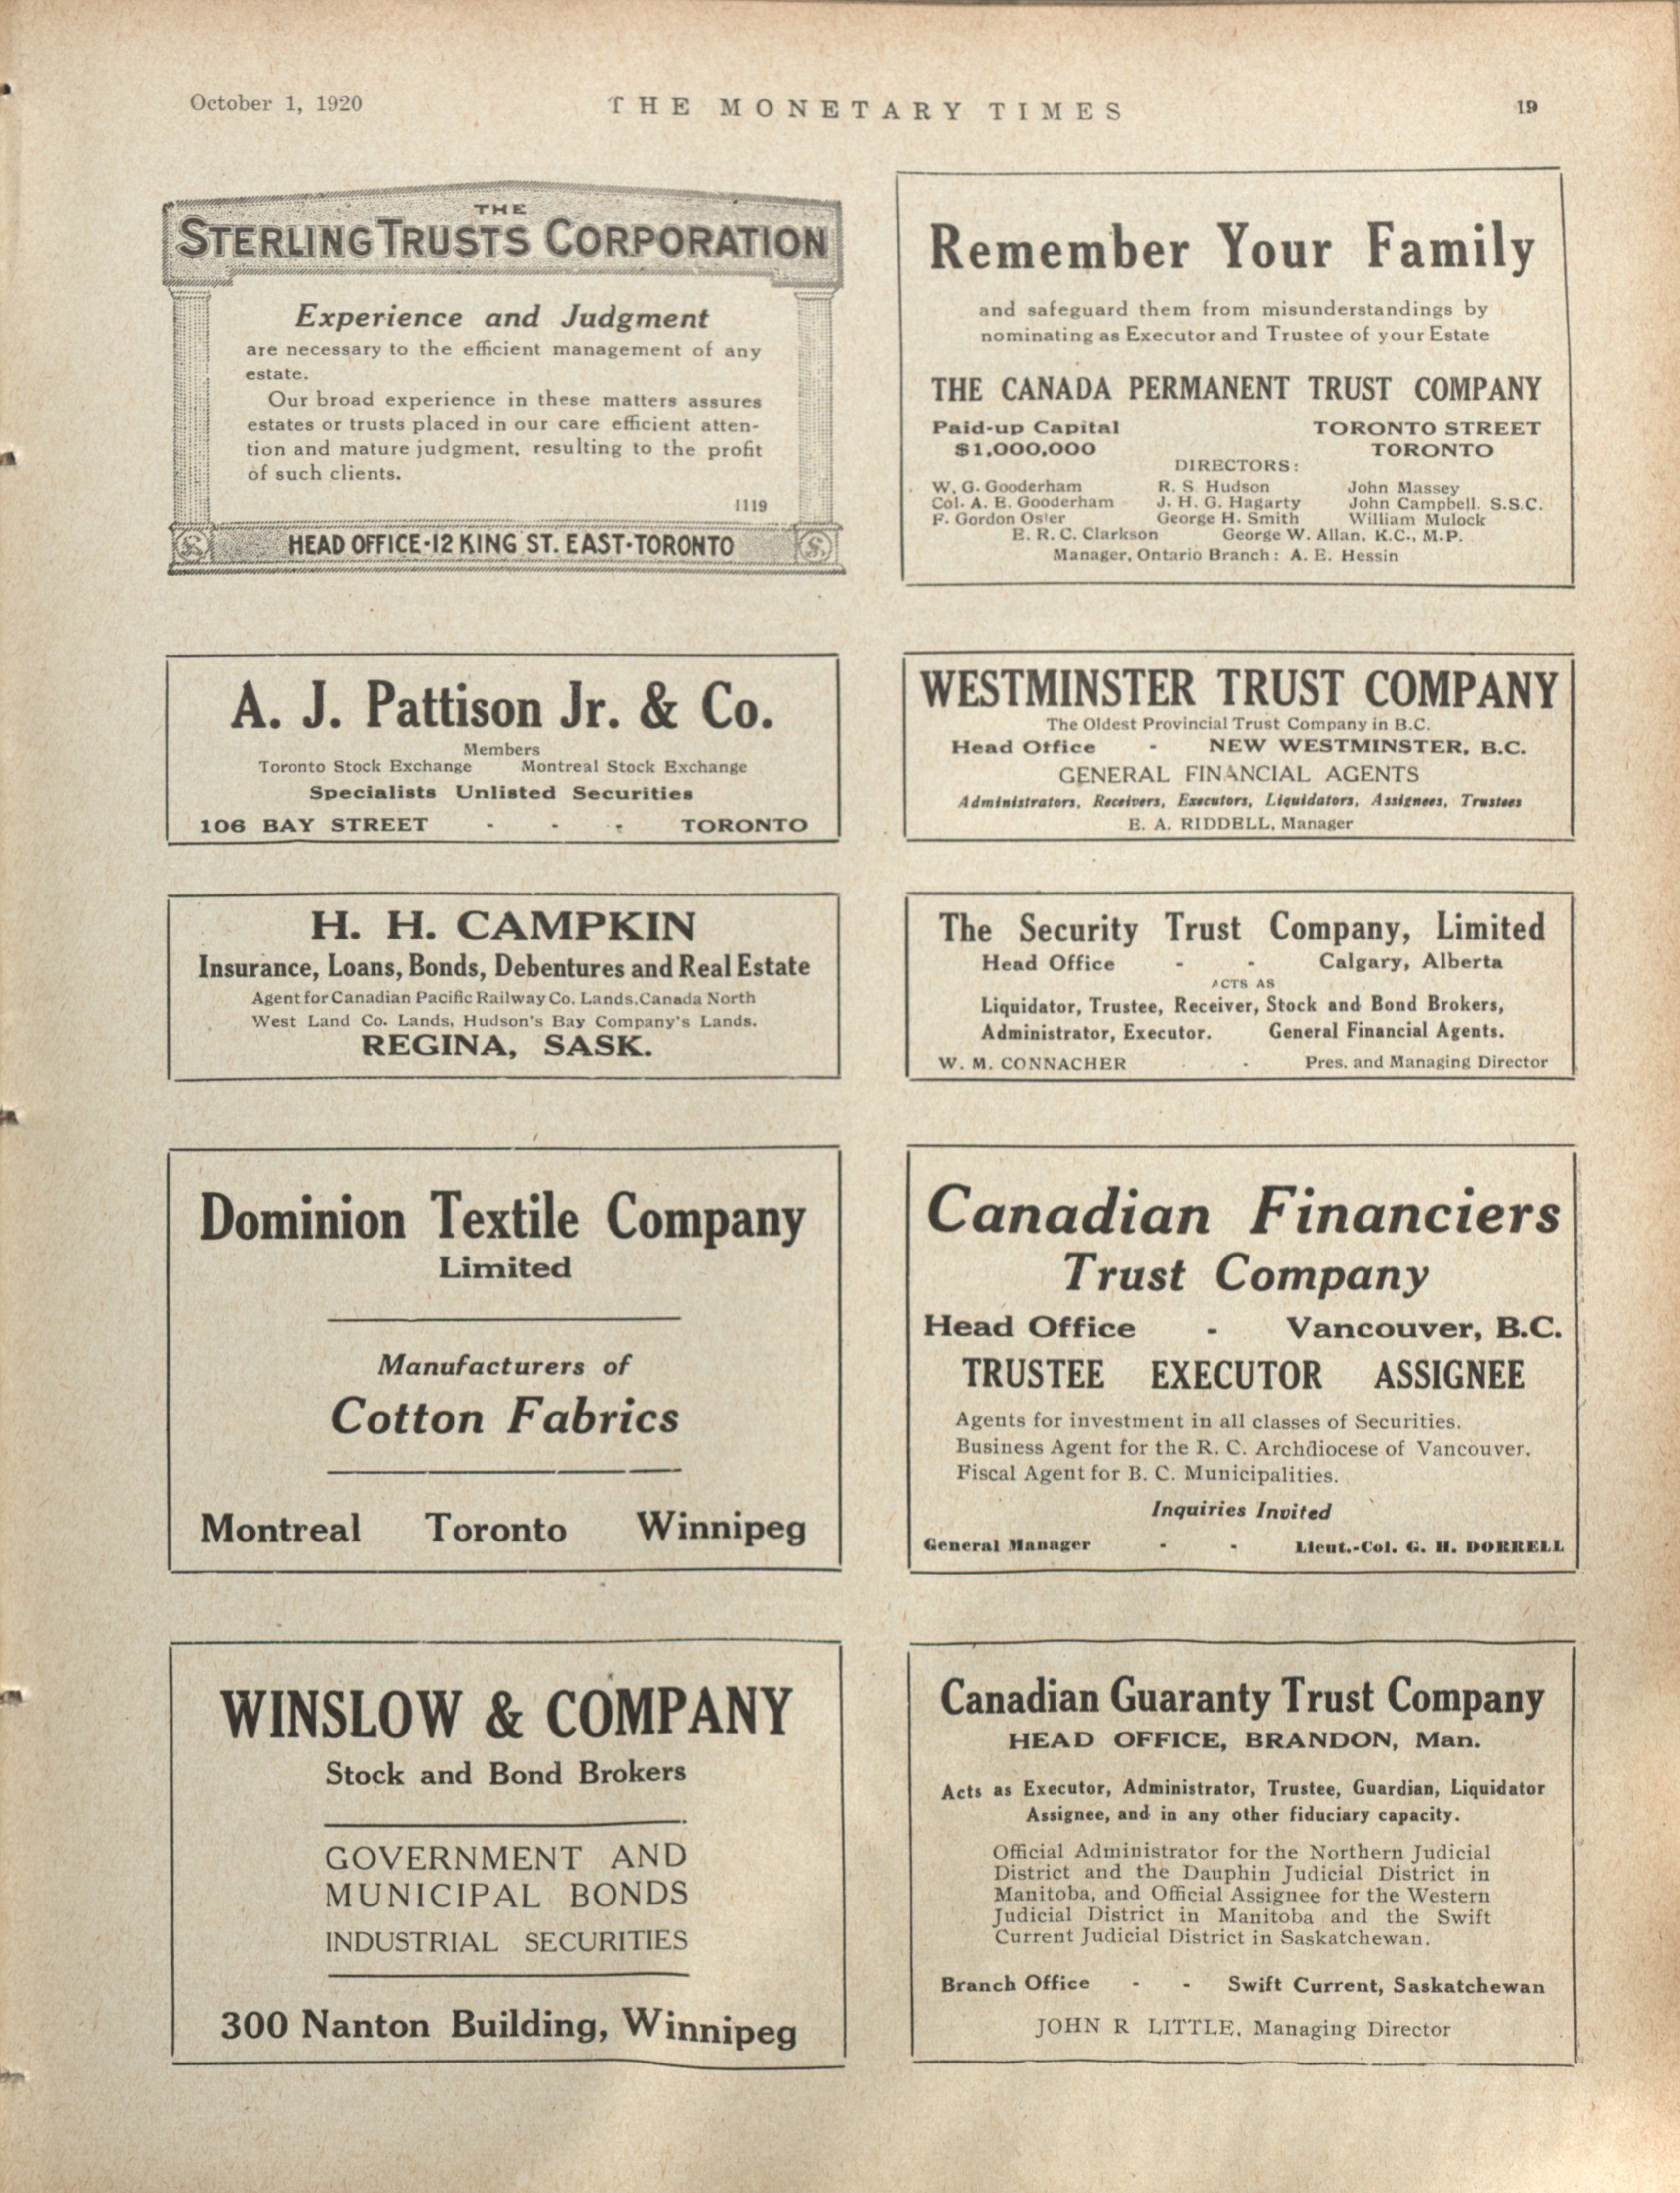 October 1, 1920
THE MONETARY TIMES
19
THE
STERLING TRUSTS CORPORATION
Experience and Judgment
are necessary to the efficient management of any
estate.
Our broad experience in these matters assures
estates or trusts placed in our care efficient atten-
tion and mature judgment, resulting to the profit
of such clients.
1119
HEAD OFFICE-12 KING ST. EAST-TORONTO
Remember Your Family
and safeguard them from misunderstandings by
nominating as Executor and Trustee of your Estate
THE CANADA PERMANENT TRUST COMPANY
Paid-up Capital TORONTO STREET
$1,000,000 TORONTO
DIRECTORS:
W. G. Gooderham R. S. Hudson John Massey
Col. A. E. Gooderham J. H. G. Hagarty John Campbell, S.S.C.
F. Gordon Osler George H. Smith William Mulock
E. R. C. Clarkson George W. Allan, K.C., M.P.
Manager, Ontario Branch: A. E. Hessin
A. J. Pattison Jr. & Co.
Members
Toronto Stock Exchange Montreal Stock Exchange
Specialists Unlisted Securities
106 BAY STREET - - - TORONTO
WESTMINSTER TRUST COMPANY
The Oldest Provincial Trust Company in B.C.
Head Office - NEW WESTMINSTER, B.C.
GENERAL FINANCIAL AGENTS
Administrators, Receivers, Executors, Liquidators, Assignees, Trustees
E. A. RIDDELL, Manager
H. H. CAMPKIN
Insurance, Loans, Bonds, Debentures and Real Estate
Agent for Canadian Pacific Railway Co. Lands, Canada North
West Land Co. Lands, Hudson's Bay Company's Lands.
REGINA, SASK.
The Security Trust Company, Limited
Head Office - - Calgary, Alberta
ACTS AS
Liquidator, Trustee, Receiver, Stock and Bond Brokers,
Administrator, Executor. General Financial Agents.
W. M. CONNACHER - Pres. and Managing Director
Dominion Textile Company
Limited
Manufacturers of
Cotton Fabrics
Montreal Toronto Winnipeg
Canadian Financiers
Trust Company
Head Office - Vancouver, B.C.
TRUSTEE EXECUTOR ASSIGNEE
Agents for investment in all classes of Securities.
Business Agent for the R. C. Archdiocese of Vancouver.
Fiscal Agent for B. C. Municipalities.
Inquiries Invited
General Manager - - Lieut.-Col. G. H. DORRELL
WINSLOW & COMPANY
Stock and Bond Brokers
GOVERNMENT AND
MUNICIPAL BONDS
INDUSTRIAL SECURITIES
300 Nanton Building, Winnipeg
Canadian Guaranty Trust Company
HEAD OFFICE, BRANDON, Man.
Acts as Executor, Administrator, Trustee, Guardian, Liquidator
Assignee, and in any other fiduciary capacity.
Official Administrator for the Northern Judicial
District and the Dauphin Judicial District in
Manitoba, and Official Assignee for the Western
Judicial District in Manitoba and the Swift
Current Judicial District in Saskatchewan.
Branch Office - - Swift Current, Saskatchewan
JOHN R LITTLE, Managing Director